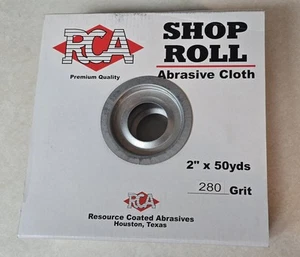 RCA
Premium Quality
SHOP
ROLL
Abrasive Cloth
2" x 50yds
280 Grit
RCA
Resource Coated Abrasives
Houston, Texas